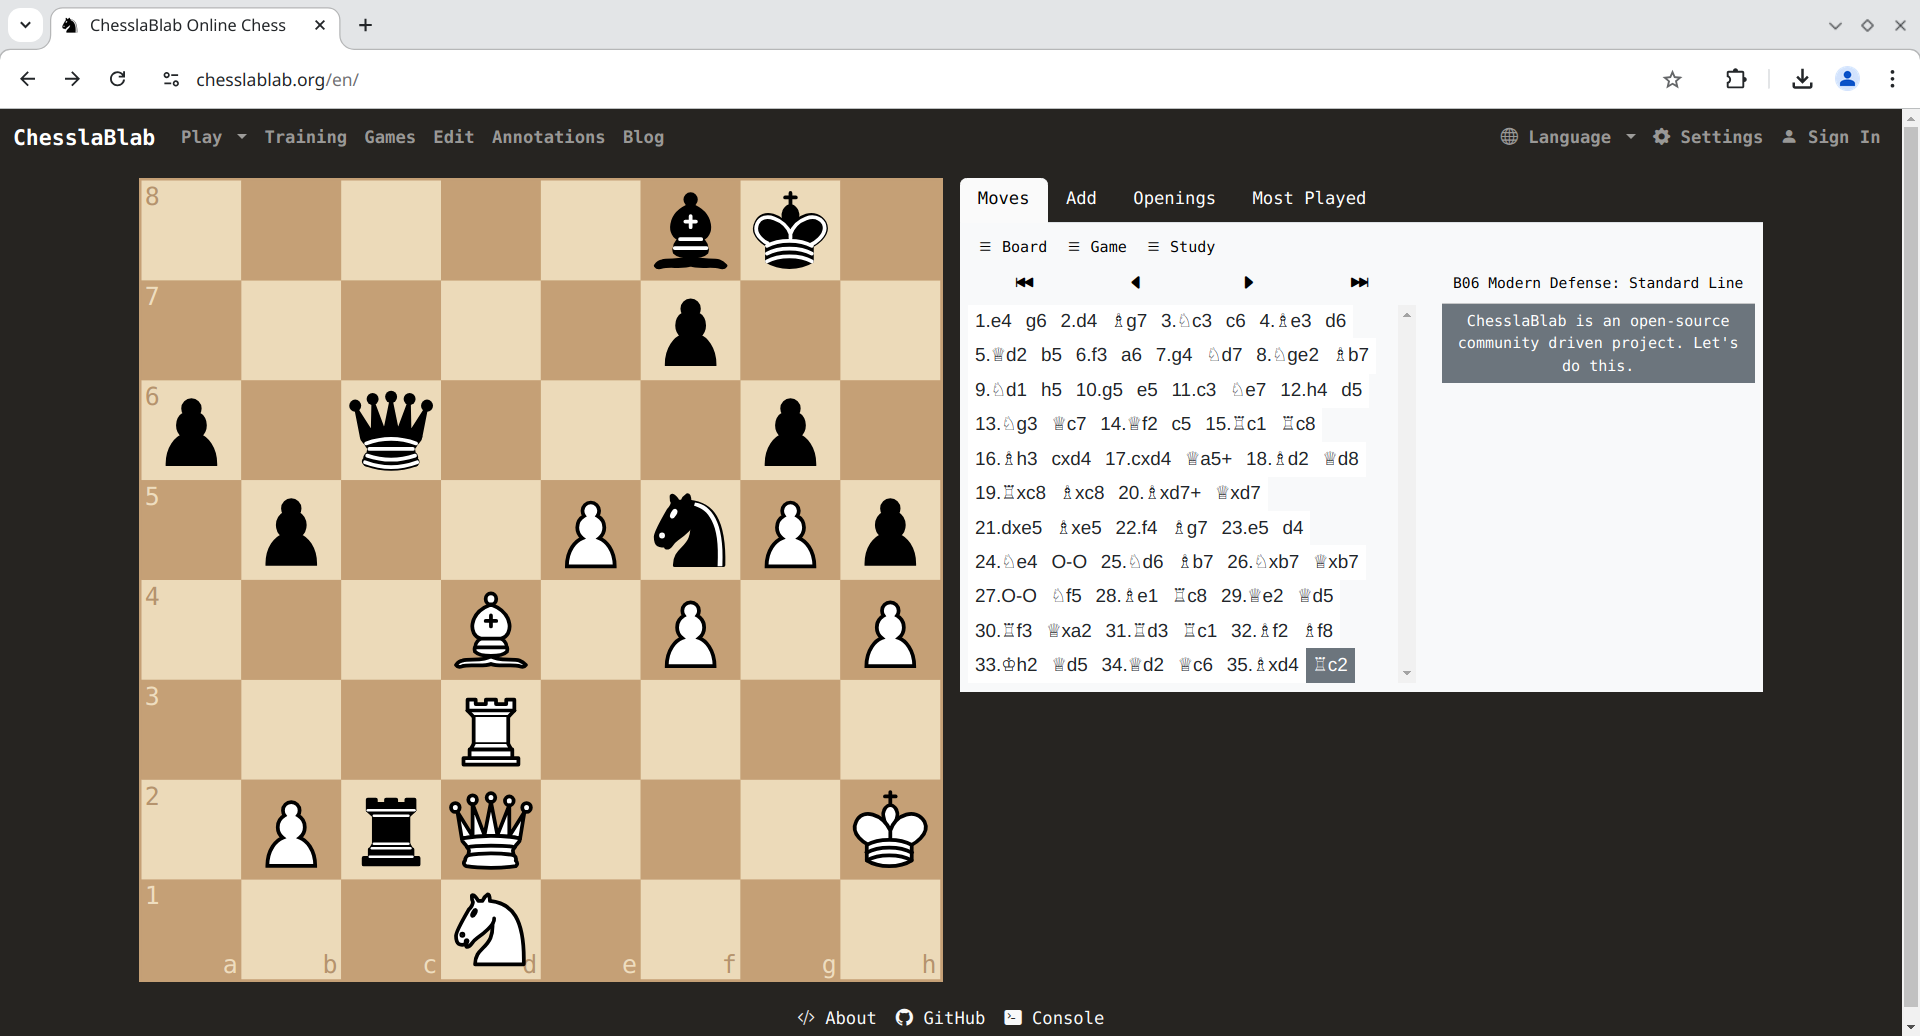 ChesslaBlab Online Chess
chesslablab.org/en/
ChesslaBlab Play Training Games Edit Annotations Blog Language Settings Sign In
8
7
6
5
4
3
2
1
a b c d e f g h
Moves Add Openings Most Played
Board Game Study
B06 Modern Defense: Standard Line
ChesslaBlab is an open-source
community driven project. Let's
do this.
1.e4 g6 2.d4 ♗g7 3.♘c3 c6 4.♗e3 d6
5.♕d2 b5 6.f3 a6 7.g4 ♘d7 8.♘ge2 ♗b7
9.♘d1 h5 10.g5 e5 11.c3 ♘e7 12.h4 d5
13.♘g3 ♕c7 14.♕f2 c5 15.♖c1 ♖c8
16.♗h3 cxd4 17.cxd4 ♕a5+ 18.♗d2 ♕d8
19.♖xc8 ♗xc8 20.♗xd7+ ♕xd7
21.dxe5 ♗xe5 22.f4 ♗g7 23.e5 d4
24.♘e4 O-O 25.♘d6 ♗b7 26.♘xb7 ♕xb7
27.O-O ♘f5 28.♗e1 ♖c8 29.♕e2 ♕d5
30.♖f3 ♕xa2 31.♖d3 ♖c1 32.♗f2 ♗f8
33.♔h2 ♕d5 34.♕d2 ♕c6 35.♗xd4 ♖c2
About GitHub Console